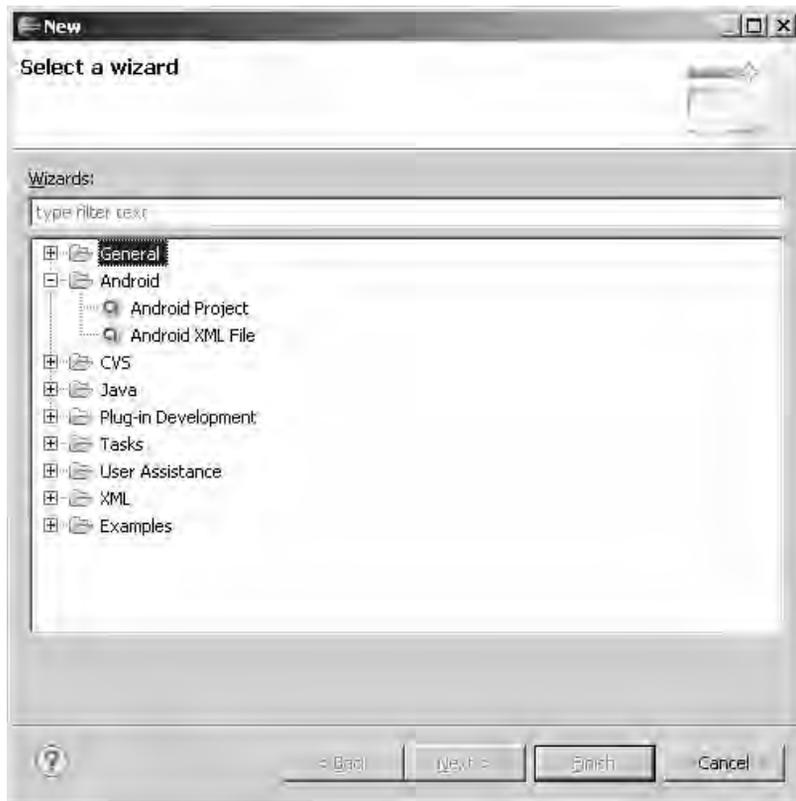 New
Select a wizard
Wizards:
type filter text
General
Android
Android Project
Android XML File
CVS
Java
Plug-in Development
Tasks
User Assistance
XML
Examples
? < Back Next > Finish Cancel